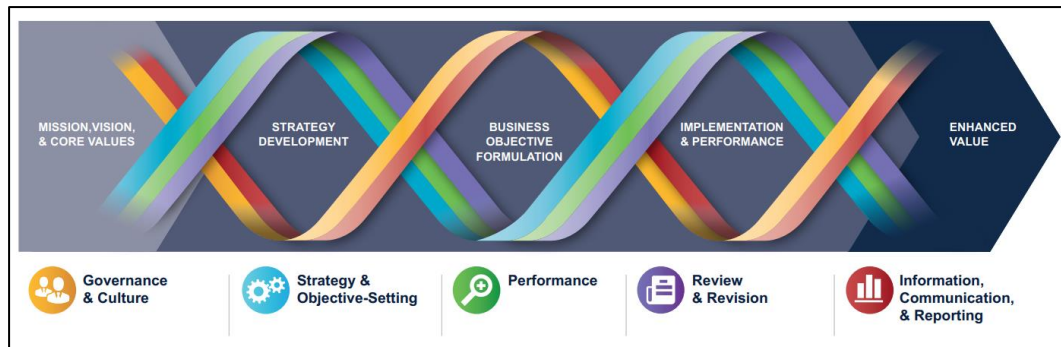 MISSION, VISION,
& CORE VALUES
STRATEGY
DEVELOPMENT
BUSINESS
OBJECTIVE
FORMULATION
IMPLEMENTATION
& PERFORMANCE
ENHANCED
VALUE
Governance
& Culture
Strategy &
Objective-Setting
Performance
Review
& Revision
Information,
Communication,
& Reporting